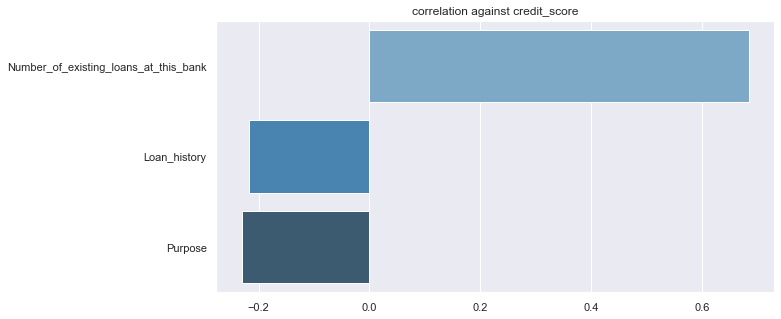 correlation against credit_score
Number_of_existing_loans_at_this_bank
Loan_history
Purpose
−0.2 0.0 0.2 0.4 0.6